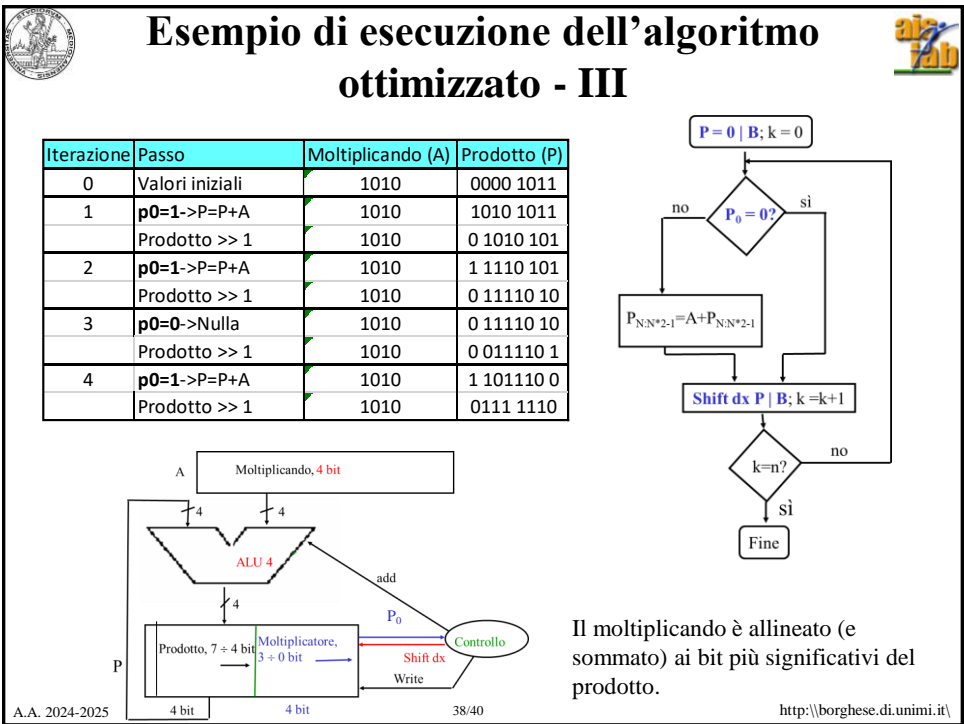 Esempio di esecuzione dell’algoritmo
ottimizzato - III
Iterazione Passo Moltiplicando (A) Prodotto (P)
0 Valori iniziali 1010 0000 1011
1 p0=1->P=P+A 1010 1010 1011
Prodotto >> 1 1010 0 1010 101
2 p0=1->P=P+A 1010 1 1110 101
Prodotto >> 1 1010 0 11110 10
3 p0=0->Nulla 1010 0 11110 10
Prodotto >> 1 1010 0 011110 1
4 p0=1->P=P+A 1010 1 101110 0
Prodotto >> 1 1010 0111 1110
P = 0 | B; k = 0
no
P0 = 0?
sì
PN:N*2-1=A+PN:N*2-1
Shift dx P | B; k =k+1
k=n?
no
sì
Fine
A
Moltiplicando, 4 bit
4
4
ALU 4
add
4
P0
Prodotto, 7 ÷ 4 bit
Moltiplicatore,
3 ÷ 0 bit
Controllo
Shift dx
P
Write
4 bit
4 bit
Il moltiplicando è allineato (e
sommato) ai bit più significativi del
prodotto.
A.A. 2024-2025
38/40
http:\\borghese.di.unimi.it\